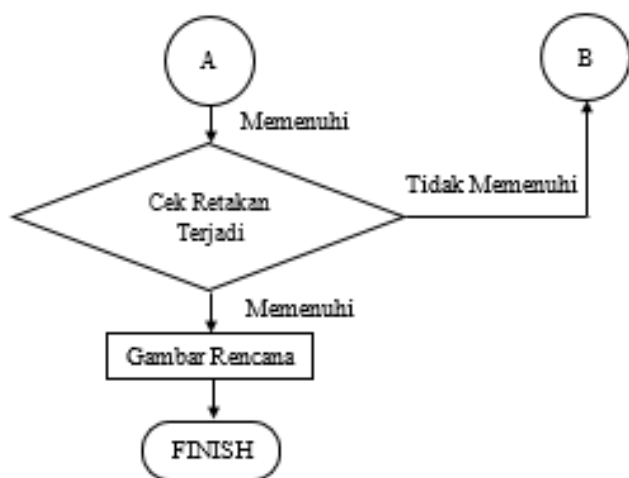 A
B
Memenuhi
Tidak Memenuhi
Cek Retakan
Terjadi
Memenuhi
Gambar Rencana
FINISH